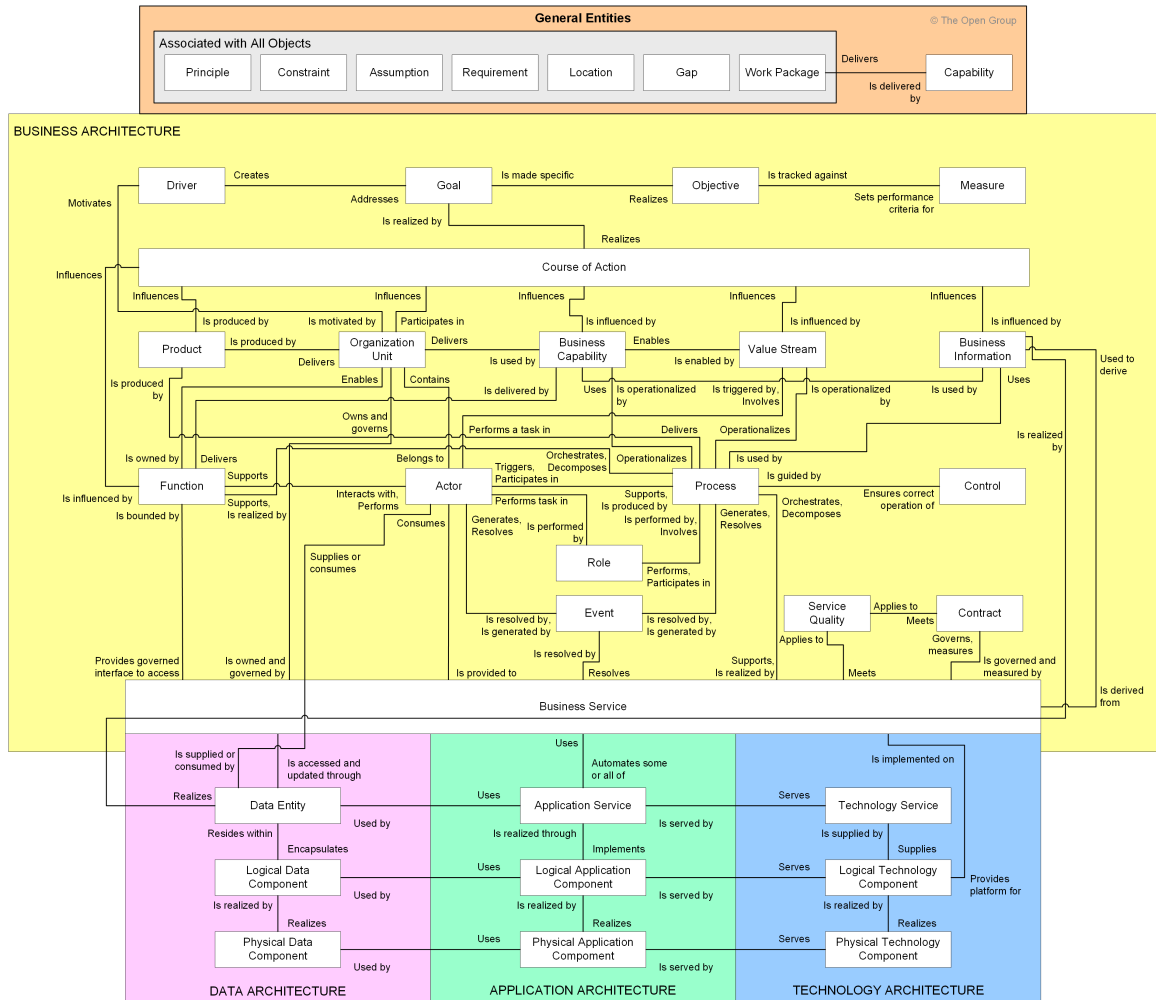 General Entities
© The Open Group
Associated with All Objects
Principle
Constraint
Assumption
Requirement
Location
Gap
Work Package
Delivers
Is delivered
by
Capability
BUSINESS ARCHITECTURE
Driver
Creates
Goal
Is made specific
Objective
Is tracked against
Measure
Motivates
Addresses
Realizes
Sets performance
criteria for
Is realized by
Realizes
Influences
Course of Action
Influences
Influences
Influences
Influences
Influences
Is produced by
Is motivated by
Participates in
Is influenced by
Is influenced by
Is influenced by
Product
Is produced by
Organization
Unit
Delivers
Business
Capability
Enables
Value Stream
Business
Information
Used to
derive
Delivers
Is used by
Is enabled by
Is produced
by
Enables
Contains
Is delivered by
Uses
Is operationalized
by
Is triggered by,
Involves
Is operationalized
by
Is used by
Uses
Owns and
governs
Performs a task in
Delivers
Operationalizes
Is realized
by
Is owned by
Delivers
Belongs to
Orchestrates,
Decomposes
Operationalizes
Is used by
Function
Supports
Actor
Triggers,
Participates in
Process
Is guided by
Control
Is influenced by
Supports,
Is realized by
Interacts with,
Performs
Performs task in
Supports,
Is produced by
Orchestrates,
Decomposes
Ensures correct
operation of
Is bounded by
Consumes
Generates,
Resolves
Is performed
by
Is performed by,
Involves
Generates,
Resolves
Supplies or
consumes
Role
Performs,
Participates in
Event
Is resolved by,
Is generated by
Is resolved by,
Is generated by
Service
Quality
Applies to
Meets
Contract
Applies to
Governs,
measures
Is resolved by
Provides governed
interface to access
Is owned and
governed by
Is provided to
Resolves
Supports,
Is realized by
Meets
Is governed and
measured by
Is derived
from
Business Service
Is supplied or
consumed by
Is accessed and
updated through
Uses
Automates some
or all of
Is implemented on
Realizes
Data Entity
Uses
Used by
Application Service
Serves
Is served by
Technology Service
Resides within
Encapsulates
Is realized through
Implements
Is supplied by
Supplies
Logical Data
Component
Uses
Used by
Logical Application
Component
Serves
Is served by
Logical Technology
Component
Provides
platform for
Is realized by
Realizes
Is realized by
Realizes
Is realized by
Realizes
Physical Data
Component
Uses
Used by
Physical Application
Compoment
Serves
Is served by
Physical Technology
Component
DATA ARCHITECTURE
APPLICATION ARCHITECTURE
TECHNOLOGY ARCHITECTURE